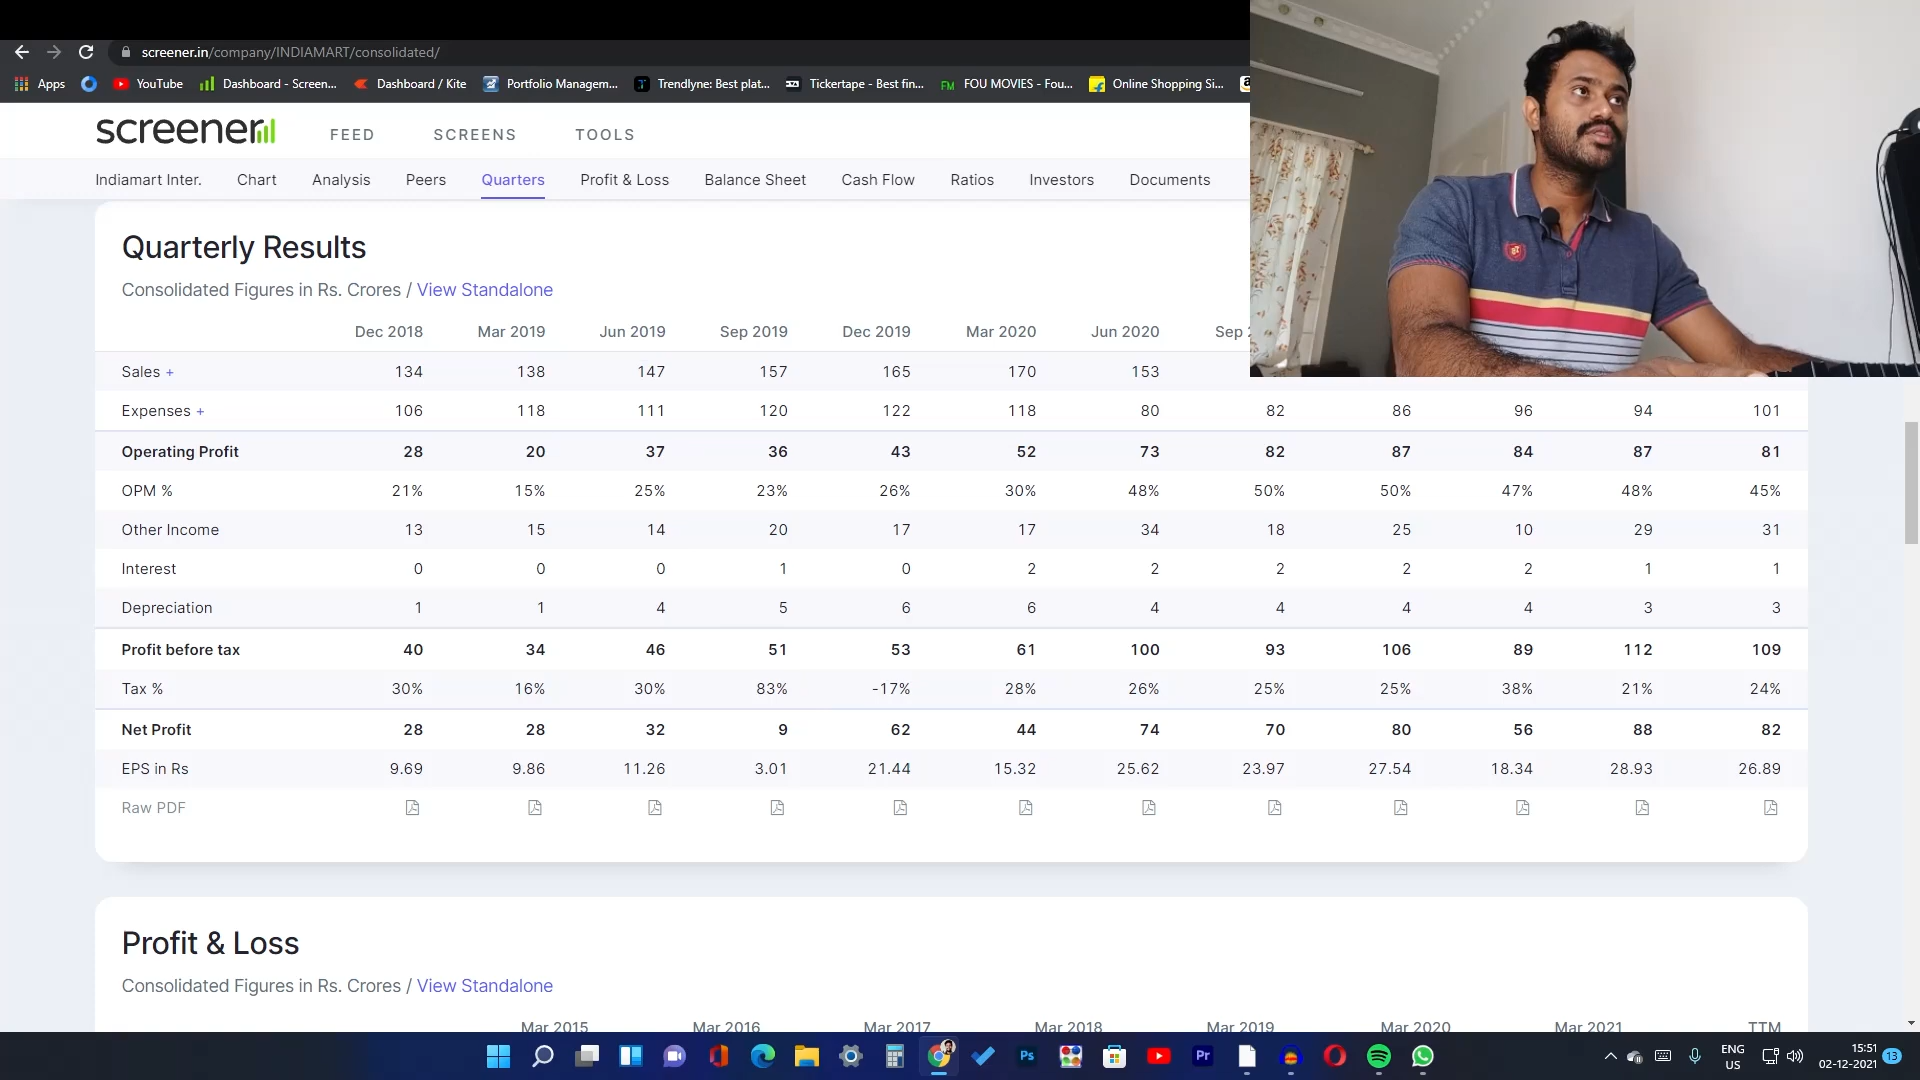 screener.in/company/INDIAMART/consolidated/
Apps YouTube Dashboard - Screen... Dashboard / Kite Portfolio Managem... Trendlyne: Best plat... Tickertape - Best fin... FM FOU MOVIES - Fou... Online Shopping Si...
screener FEED SCREENS TOOLS
Indiamart Inter. Chart Analysis Peers Quarters Profit & Loss Balance Sheet Cash Flow Ratios Investors Documents
Quarterly Results
Consolidated Figures in Rs. Crores / View Standalone
Dec 2018 Mar 2019 Jun 2019 Sep 2019 Dec 2019 Mar 2020 Jun 2020 Sep
Sales + 134 138 147 157 165 170 153
Expenses + 106 118 111 120 122 118 80 82 86 96 94 101
Operating Profit 28 20 37 36 43 52 73 82 87 84 87 81
OPM % 21% 15% 25% 23% 26% 30% 48% 50% 50% 47% 48% 45%
Other Income 13 15 14 20 17 17 34 18 25 10 29 31
Interest 0 0 0 1 0 2 2 2 2 2 1 1
Depreciation 1 1 4 5 6 6 4 4 4 4 3 3
Profit before tax 40 34 46 51 53 61 100 93 106 89 112 109
Tax % 30% 16% 30% 83% -17% 28% 26% 25% 25% 38% 21% 24%
Net Profit 28 28 32 9 62 44 74 70 80 56 88 82
EPS in Rs 9.69 9.86 11.26 3.01 21.44 15.32 25.62 23.97 27.54 18.34 28.93 26.89
Raw PDF
Profit & Loss
Consolidated Figures in Rs. Crores / View Standalone
Mar 2015 Mar 2016 Mar 2017 Mar 2018 Mar 2019 Mar 2020 Mar 2021 TTM
Ps Pr
ENG
US
15:51
02-12-2021
13